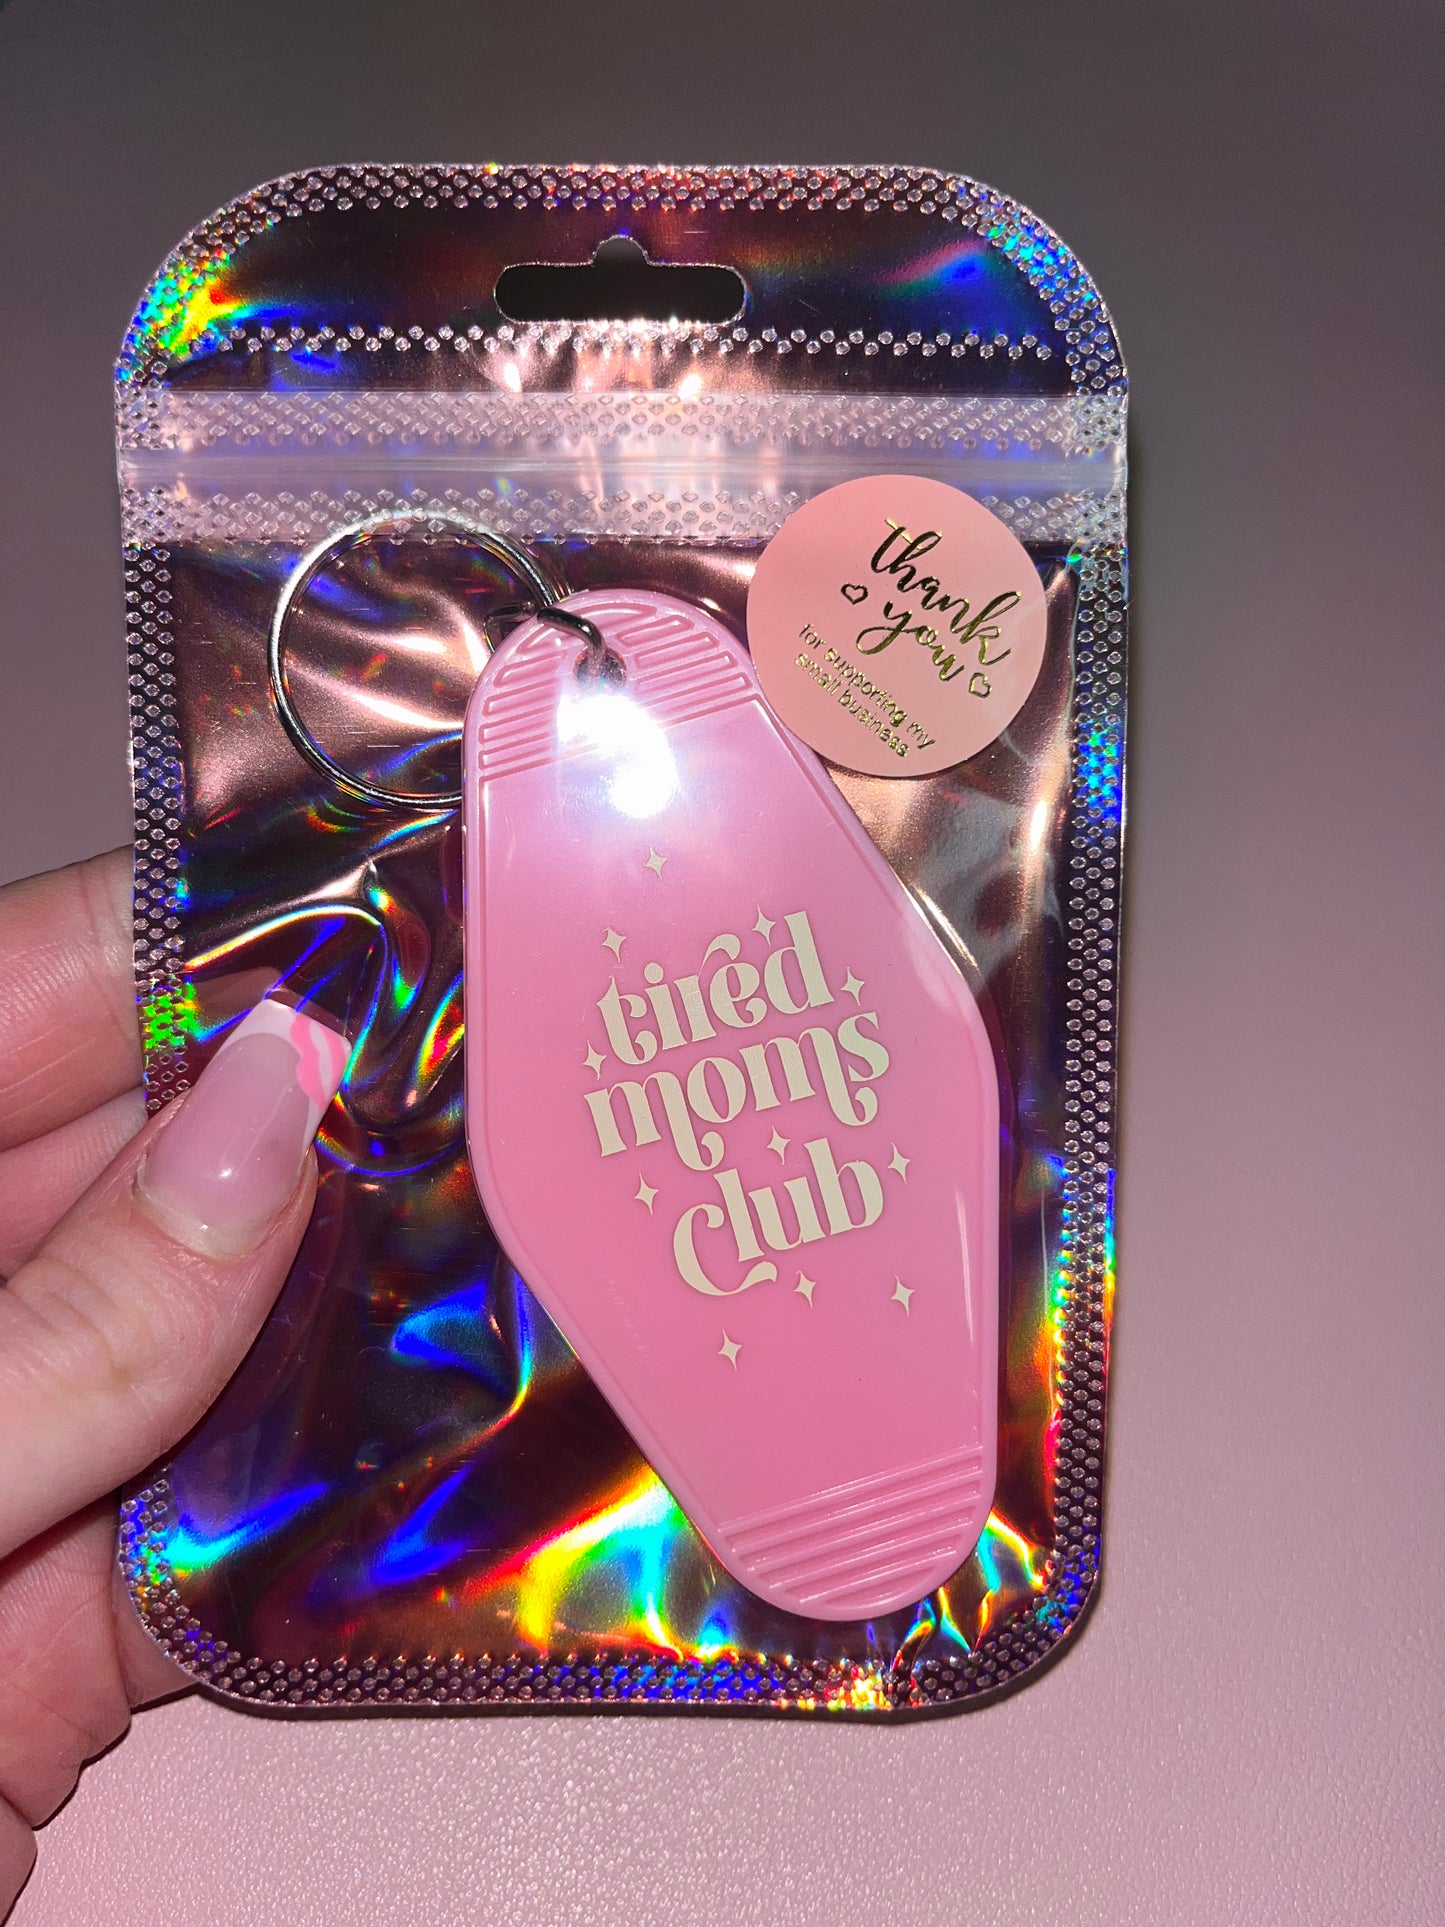 thank
you
for supporting my
small business
tired
moms
club